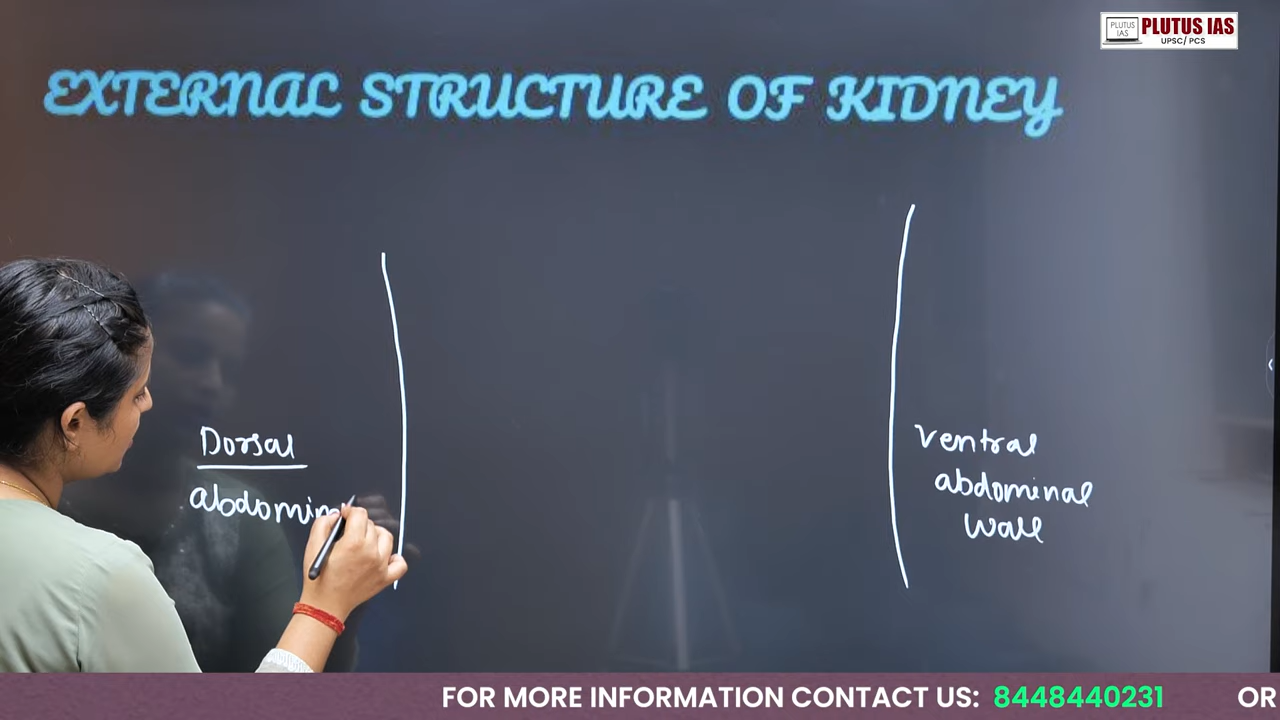 PLUTUS IAS
PLUTUS IAS
UPSC/ PCS
EXTERNAL STRUCTURE OF KIDNEY
Dorsal
abdomin
Ventral
abdominal
wall
FOR MORE INFORMATION CONTACT US: 8448440231 OR